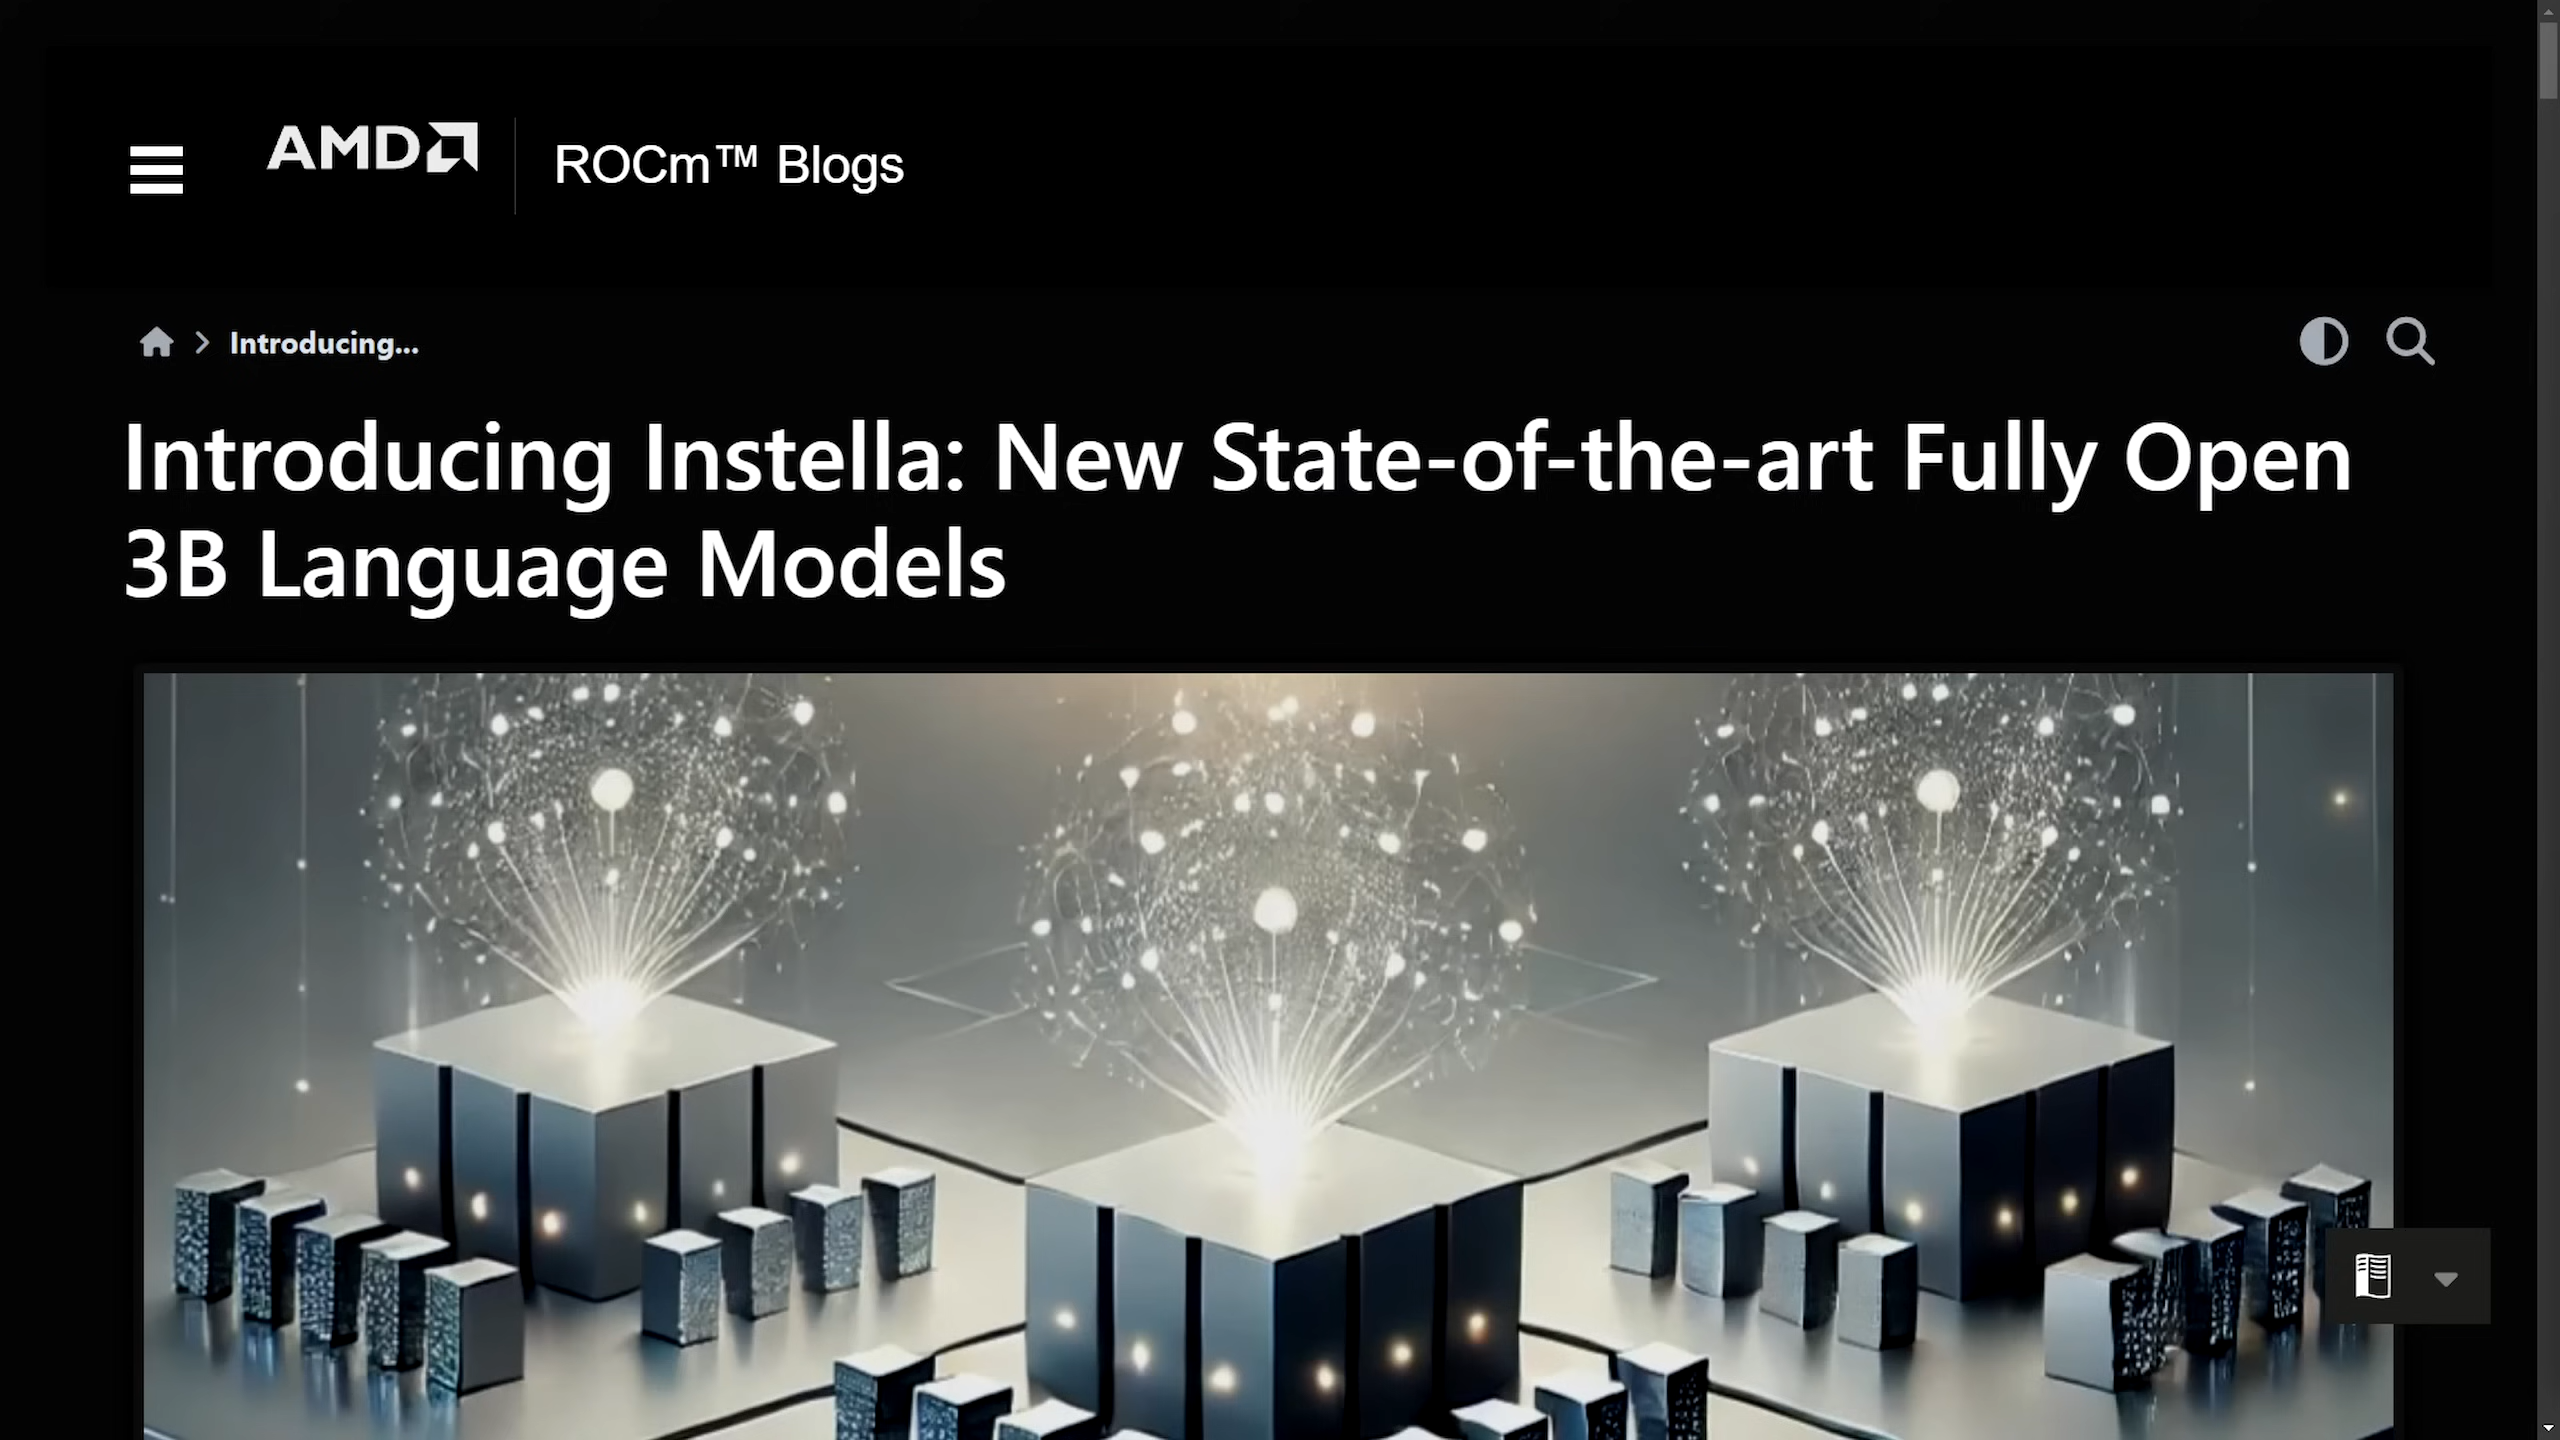 AMD
ROCm™ Blogs
Introducing...
Introducing Instella: New State-of-the-art Fully Open
3B Language Models